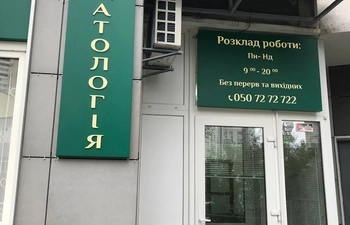 АТОЛОГІЯ
Розклад роботи:
Пн- Нд
9 00 - 20 00
Без перерв та вихідних
050 72 72 722